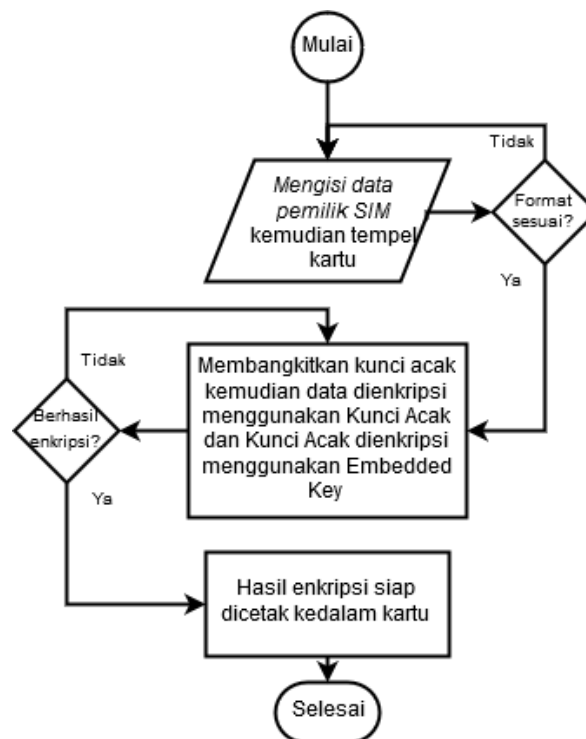 Mulai
Tidak
Mengisi data
pemilik SIM
kemudian tempel
kartu
Format
sesuai?
Ya
Tidak
Membangkitkan kunci acak
kemudian data dienkripsi
menggunakan Kunci Acak
dan Kunci Acak dienkripsi
menggunakan Embedded
Key
Berhasil
enkripsi?
Ya
Hasil enkripsi siap
dicetak kedalam kartu
Selesai